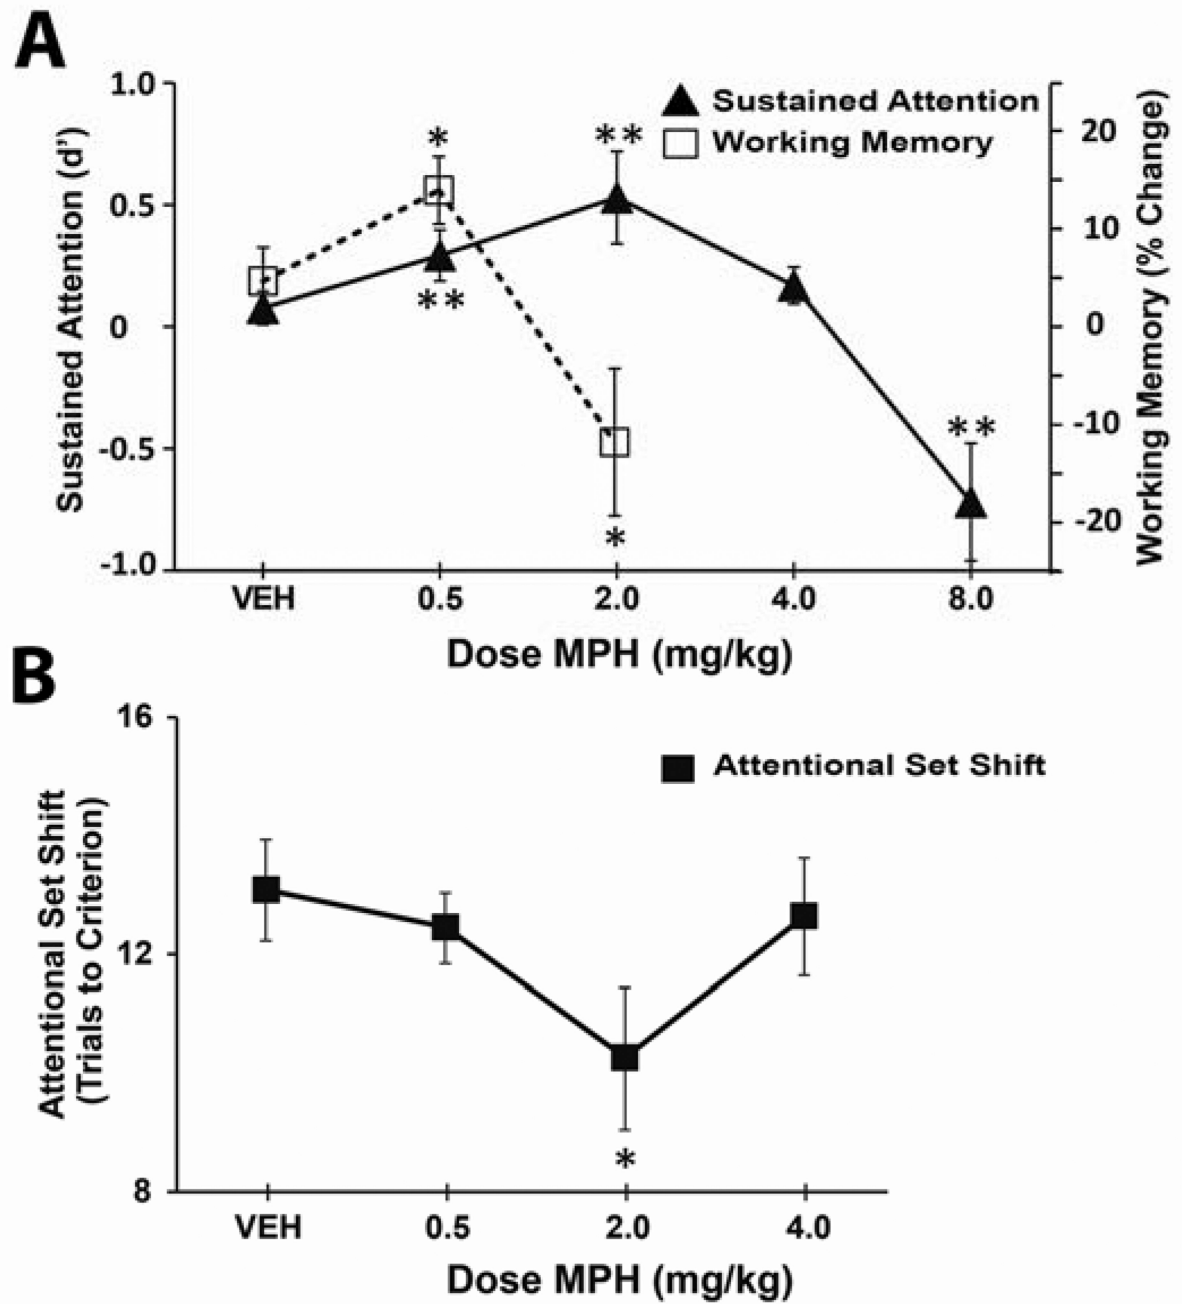 A
Sustained Attention
Working Memory
Sustained Attention (d')
1.0
0.5
0
-0.5
-1.0
*
**
**
*
**
20
10
0
-10
-20
Working Memory (% Change)
VEH 0.5 2.0 4.0 8.0
Dose MPH (mg/kg)
B
Attentional Set Shift
Attentional Set Shift
(Trials to Criterion)
16
12
8
*
VEH 0.5 2.0 4.0
Dose MPH (mg/kg)